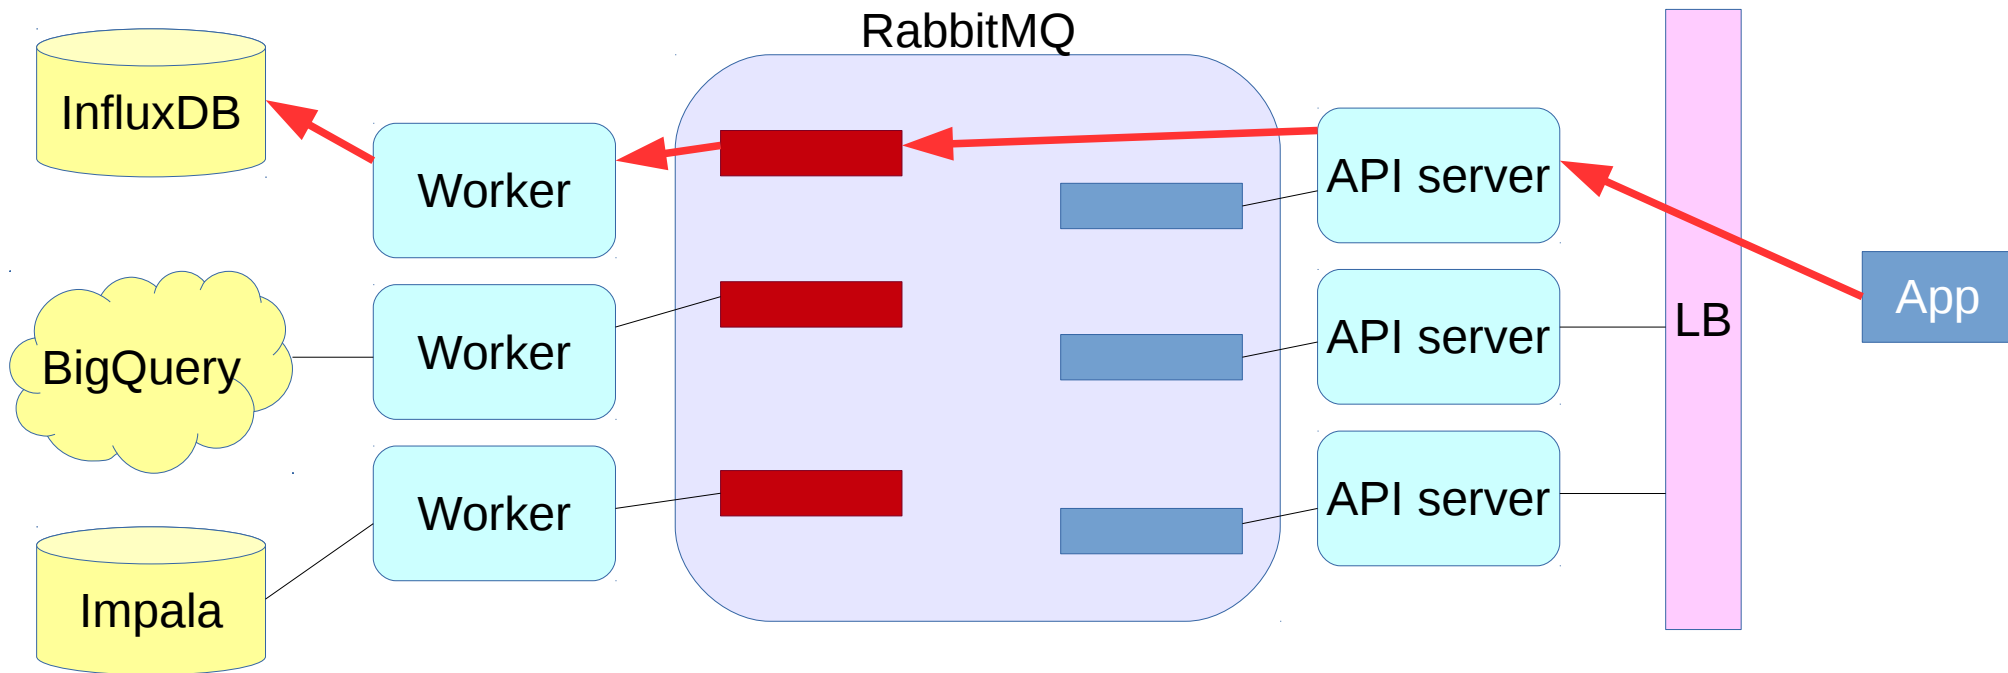 RabbitMQ
InfluxDB
Worker
API server
BigQuery
Worker
API server
LB
App
Impala
Worker
API server